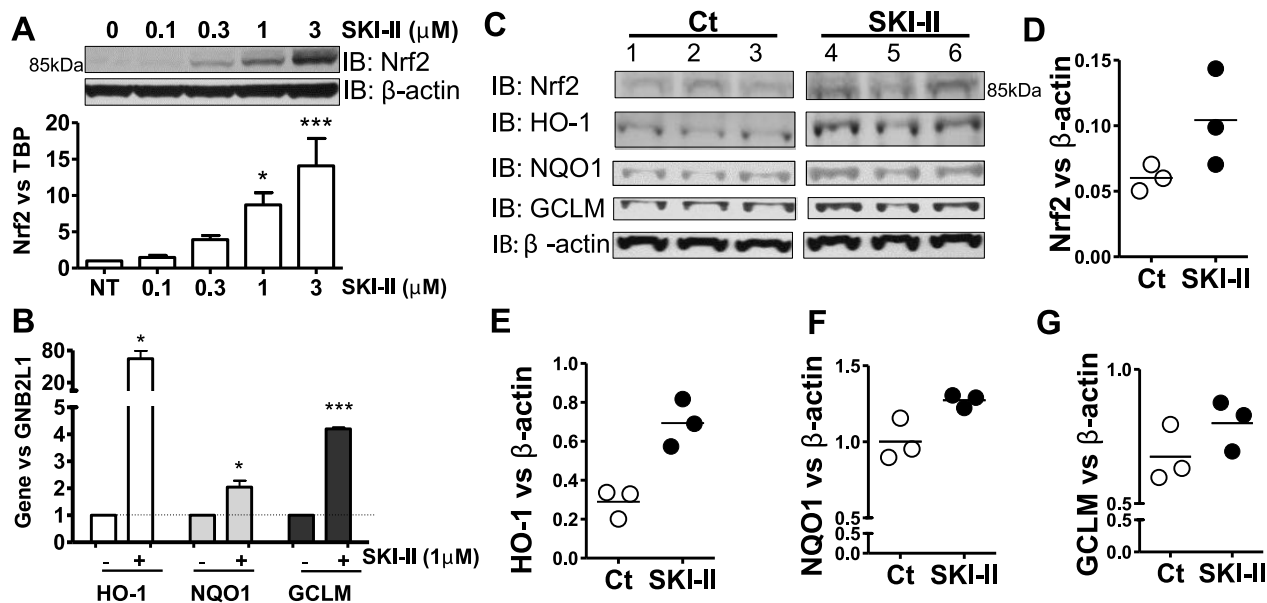 A
0 0.1 0.3 1 3 SKI-II (μM)
85kDa IB: Nrf2
IB: β-actin
Nrf2 vs TBP
20
15
10
5
0
* ***
NT 0.1 0.3 1 3 SKI-II (μM)
B
Gene vs GNB2L1
80
30
5
4
3
2
1
0
* * ***
- + - + - + SKI-II (1μM)
HO-1 NQO1 GCLM
C
Ct SKI-II
1 2 3 4 5 6
IB: Nrf2 85kDa
IB: HO-1
IB: NQO1
IB: GCLM
IB: β -actin
D
Nrf2 vs β-actin
0.15
0.10
0.05
0.00
Ct SKI-II
E
HO-1 vs β-actin
1.0
0.8
0.6
0.4
0.2
0.0
Ct SKI-II
F
NQO1 vs β-actin
1.5
1.0
0.5
0.5
0.0
Ct SKI-II
G
GCLM vs β-actin
1.0
0.5
0.5
0.0
Ct SKI-II